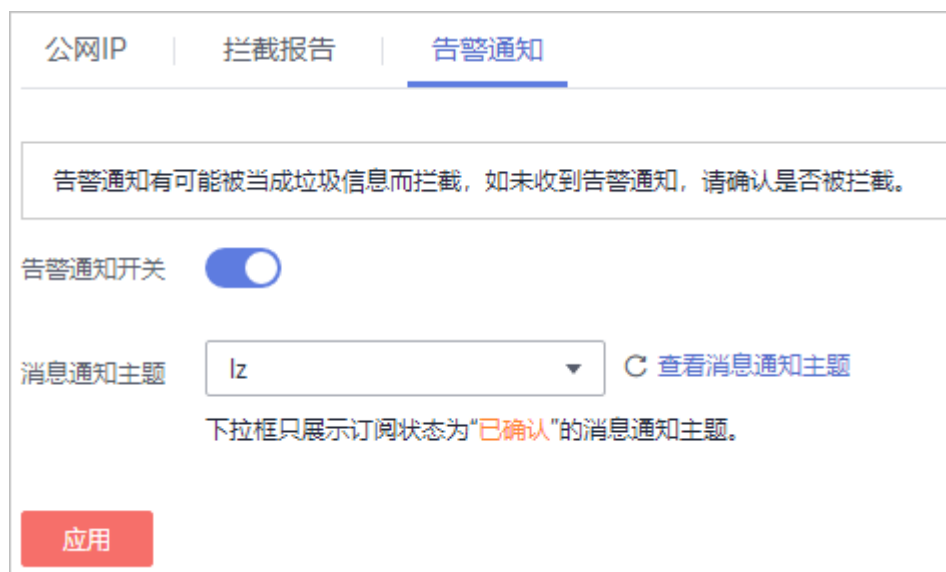 公网IP 拦截报告 告警通知
告警通知有可能被当成垃圾信息而拦截，如未收到告警通知，请确认是否被拦截。
告警通知开关
消息通知主题 lz 查看消息通知主题
下拉框只展示订阅状态为“已确认”的消息通知主题。
应用